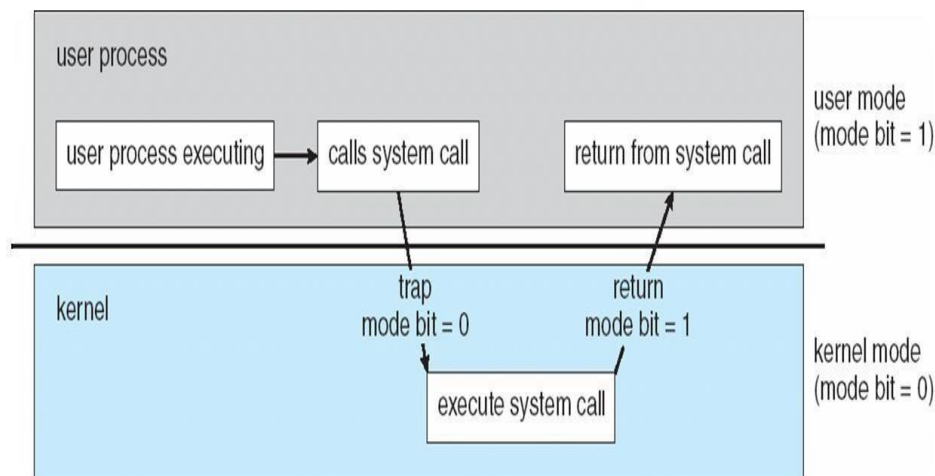 user process
user process executing
calls system call
return from system call
user mode
(mode bit = 1)
kernel
trap
mode bit = 0
return
mode bit = 1
execute system call
kernel mode
(mode bit = 0)